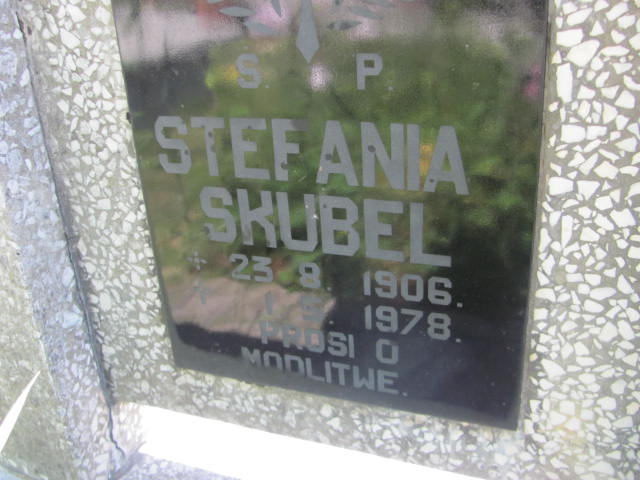 S. P.
STEFANIA
SKUBEL
* 23 8. 1906.
† 1 5. 1978.
PROSI O
MODLITWE.